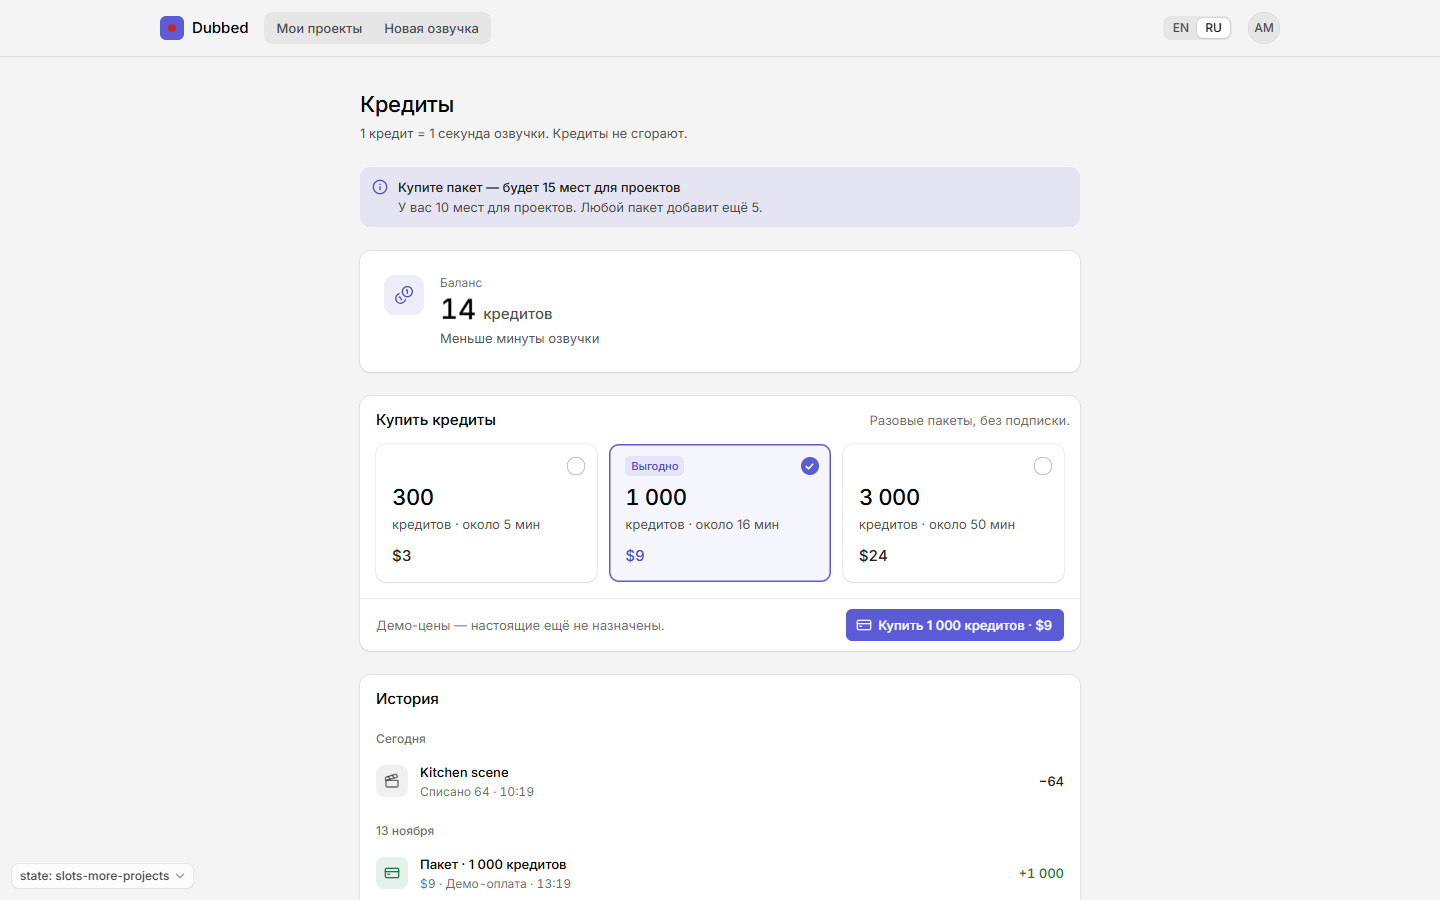 Dubbed
Мои проекты
Новая озвучка
EN
RU
AM
Кредиты
1 кредит = 1 секунда озвучки. Кредиты не сгорают.
Купите пакет — будет 15 мест для проектов
У вас 10 мест для проектов. Любой пакет добавит ещё 5.
Баланс
14 кредитов
Меньше минуты озвучки
Купить кредиты
Разовые пакеты, без подписки.
300
кредитов · около 5 мин
$3
Выгодно
1 000
кредитов · около 16 мин
$9
3 000
кредитов · около 50 мин
$24
Демо-цены — настоящие ещё не назначены.
Купить 1 000 кредитов · $9
История
Сегодня
Kitchen scene
Списано 64 · 10:19
−64
13 ноября
Пакет · 1 000 кредитов
$9 · Демо-оплата · 13:19
+1 000
state: slots-more-projects